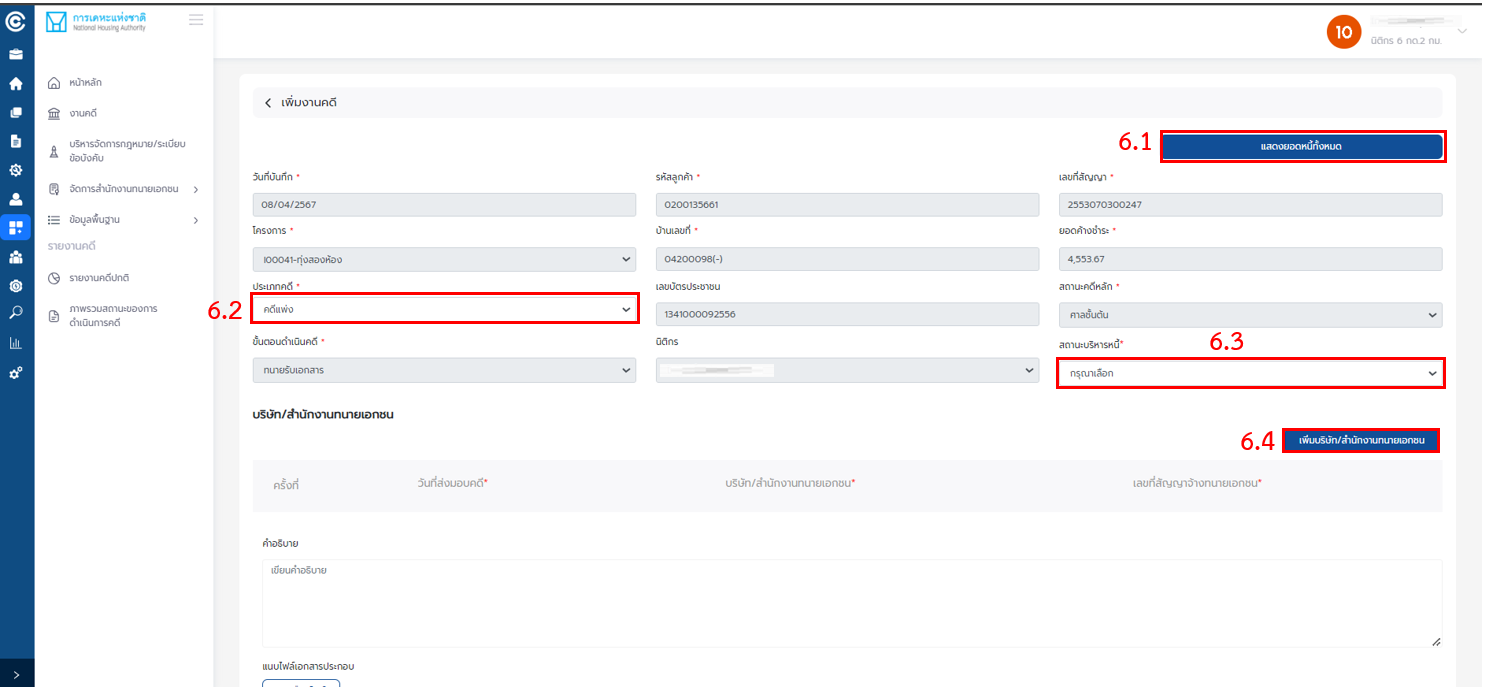 การเคหะแห่งชาติ
National Housing Authority
10
นิติกร 6 กด.2 กม.
หน้าหลัก
งานคดี
บริหารจัดการกฎหมาย/ระเบียบ
ข้อบังคับ
จัดการสำนักงานทนายเอกชน
ข้อมูลพื้นฐาน
รายงานคดี
รายงานคดีปกติ
ภาพรวมสถานะของการ
ดำเนินการคดี
เพิ่มงานคดี
6.1 แสดงยอดหนี้ทั้งหมด
วันที่บันทึก * รหัสลูกค้า * เลขที่สัญญา *
08/04/2567 0200135661 2553070300247
โครงการ * บ้านเลขที่ * ยอดค้างชำระ *
I00041-ทุ่งสองห้อง 04200098(-) 4,553.67
ประเภทคดี * เลขบัตรประชาชน สถานะคดีหลัก *
6.2 คดีแพ่ง 1341000092556 ศาลชั้นต้น
ขั้นตอนดำเนินคดี * นิติกร สถานะบริหารหนี้* 6.3
ทนายรับเอกสาร กรุณาเลือก
บริษัท/สำนักงานทนายเอกชน
6.4 เพิ่มบริษัท/สำนักงานทนายเอกชน
ครั้งที่ วันที่ส่งมอบคดี* บริษัท/สำนักงานทนายเอกชน* เลขที่สัญญาจ้างทนายเอกชน*
คำอธิบาย
เขียนคำอธิบาย
แนบไฟล์เอกสารประกอบ